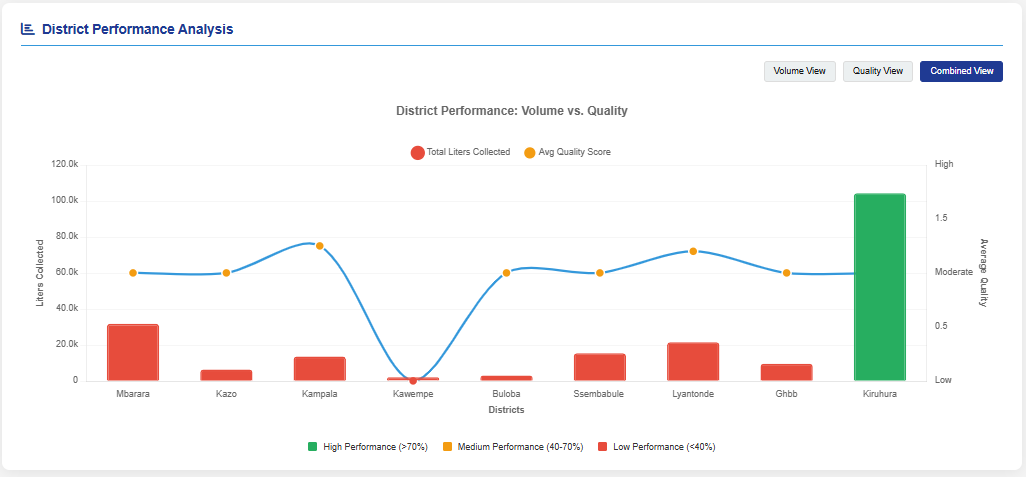 District Performance Analysis
Volume View Quality View Combined View
District Performance: Volume vs. Quality
Total Liters Collected Avg Quality Score
120.0k
100.0k
80.0k
60.0k
40.0k
20.0k
0
Liters Collected
High
1.5
Moderate
0.5
Low
Average Quality
Mbarara Kazo Kampala Kawempe Buloba Ssembabule Lyantonde Ghbb Kiruhura
Districts
High Performance (>70%) Medium Performance (40-70%) Low Performance (<40%)